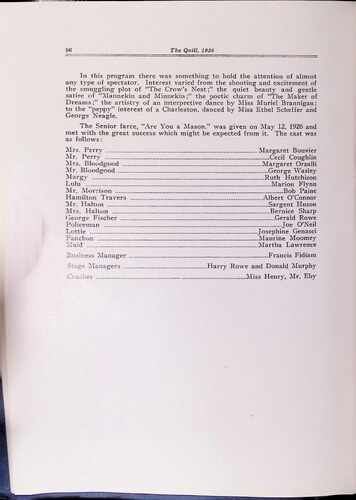 56 The Quill, 1926
In this program there was something to hold the attention of almost
any type of spectator. Interest varied from the shooting and excitement of
the smuggling plot of "The Crow's Nest;" the quiet beauty and gentle
satire of "Mannekin and Minnekin;" the poetic charm of "The Maker of
Dreams;" the artistry of an interpretive dance by Miss Muriel Brannigan:
to the "peppy" interest of a Charleston, danced by Miss Ethel Scheffer and
George Neagle.
The Senior farce, "Are You a Mason," was given on May 12, 1926 and
met with the great success which might be expected from it. The cast was
as follows:
Mrs. Perry Margaret Bouvier
Mr. Perry Cecil Coughlin
Mrs. Bloodgood Margaret Orzalli
Mr. Bloodgood George Wasley
Margy Ruth Hutchison
Lulu Marion Flynn
Mr. Morrison Bob Paine
Hamilton Travers Albert O'Connor
Mr. Halton Sargent Huson
Mrs. Halton Bernice Sharp
George Fischer Gerald Rowe
Policeman Joe O'Neil
Lottie Josephine Genasci
Fanchon Maurine Moomey
Maid Martha Lawrence
Business Manager Francis Fidiam
Stage Managers Harry Rowe and Donald Murphy
Coaches Miss Henry, Mr. Eby